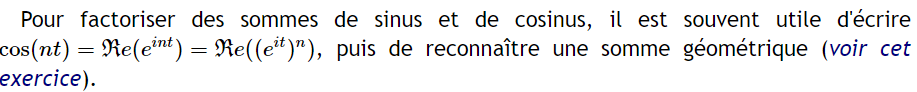 Pour factoriser des sommes de sinus et de cosinus, il est souvent utile d'écrire
cos(nt) = ℜe(e^{int}) = ℜe((e^{it})^n), puis de reconnaître une somme géométrique (voir cet
exercice).